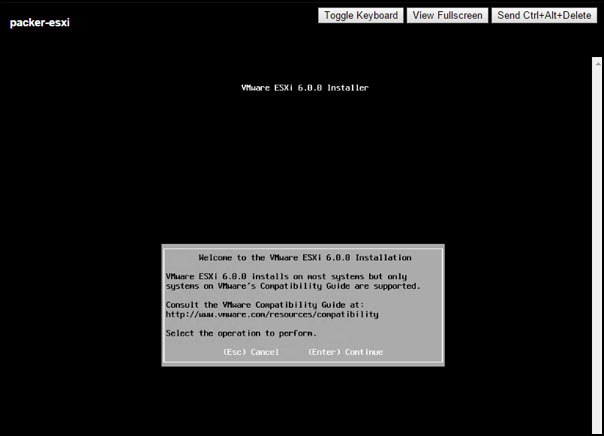 packer-esxi
Toggle Keyboard View Fullscreen Send Ctrl+Alt+Delete
VMware ESXi 6.0.0 Installer
Welcome to the VMware ESXi 6.0.0 Installation
VMware ESXi 6.0.0 installs on most systems but only
systems on VMware's Compatibility Guide are supported.
Consult the VMware Compatibility Guide at:
http://www.vmware.com/resources/compatibility
Select the operation to perform.
(Esc) Cancel (Enter) Continue